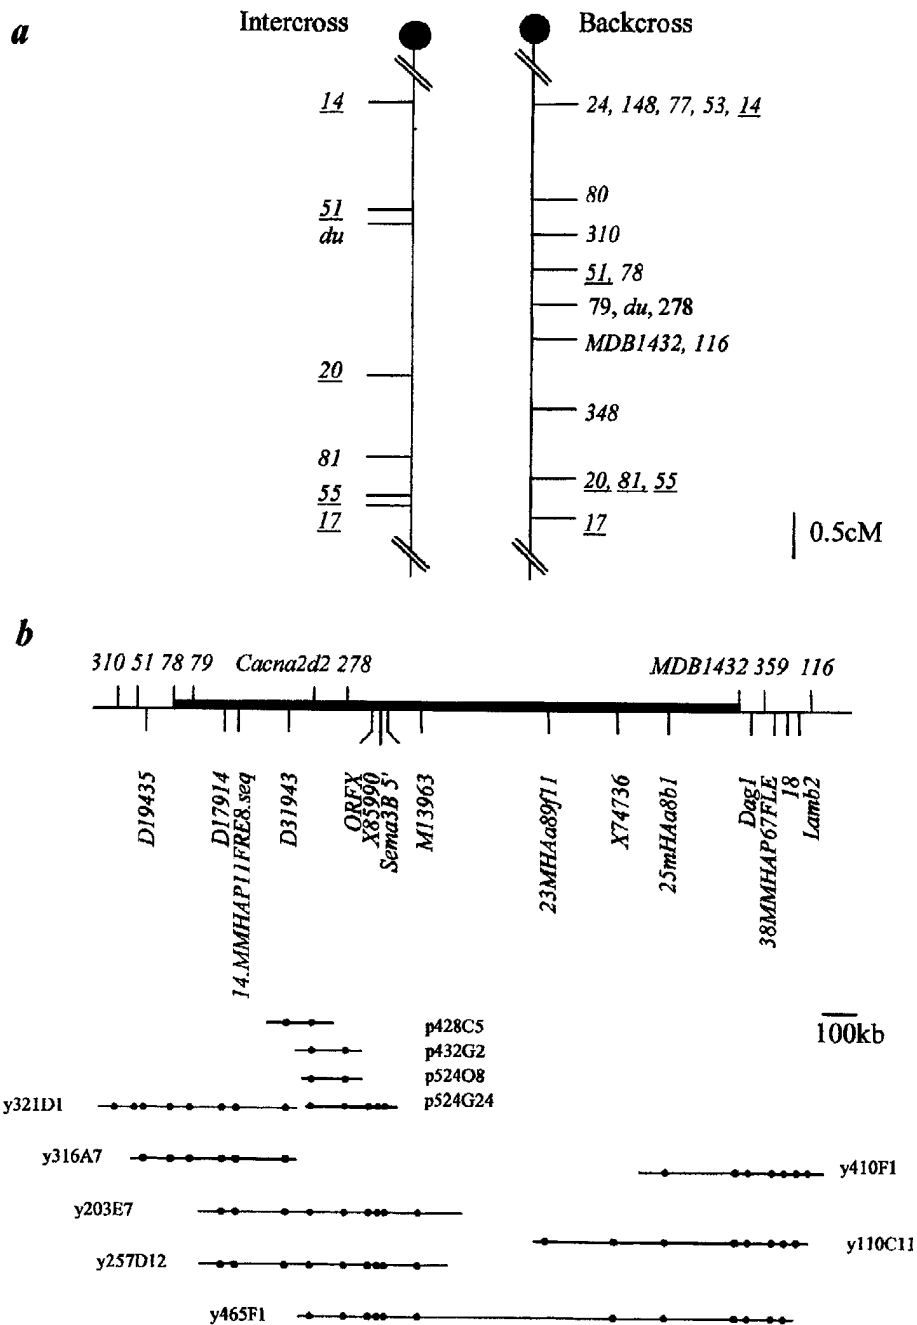 a
Intercross
Backcross
14
51
du
20
81
55
17
24, 148, 77, 53, 14
80
310
51, 78
79, du, 278
MDB1432, 116
348
20, 81, 55
17
0.5cM
b
310 51 78 79 Cacna2d2 278 MDB1432 359 116
D19435
D17914
14.MMHAP11FRE8.seq
D31943
ORFX
X85990
Sema3B 5'
M13963
23MHAa89f11
X74736
25mHAa8b1
Dag1
38MMHAP67FLE
18
Lamb2
100kb
p428C5
p432G2
p524O8
p524G24
y321D1
y316A7
y410F1
y203E7
y110C11
y257D12
y465F1